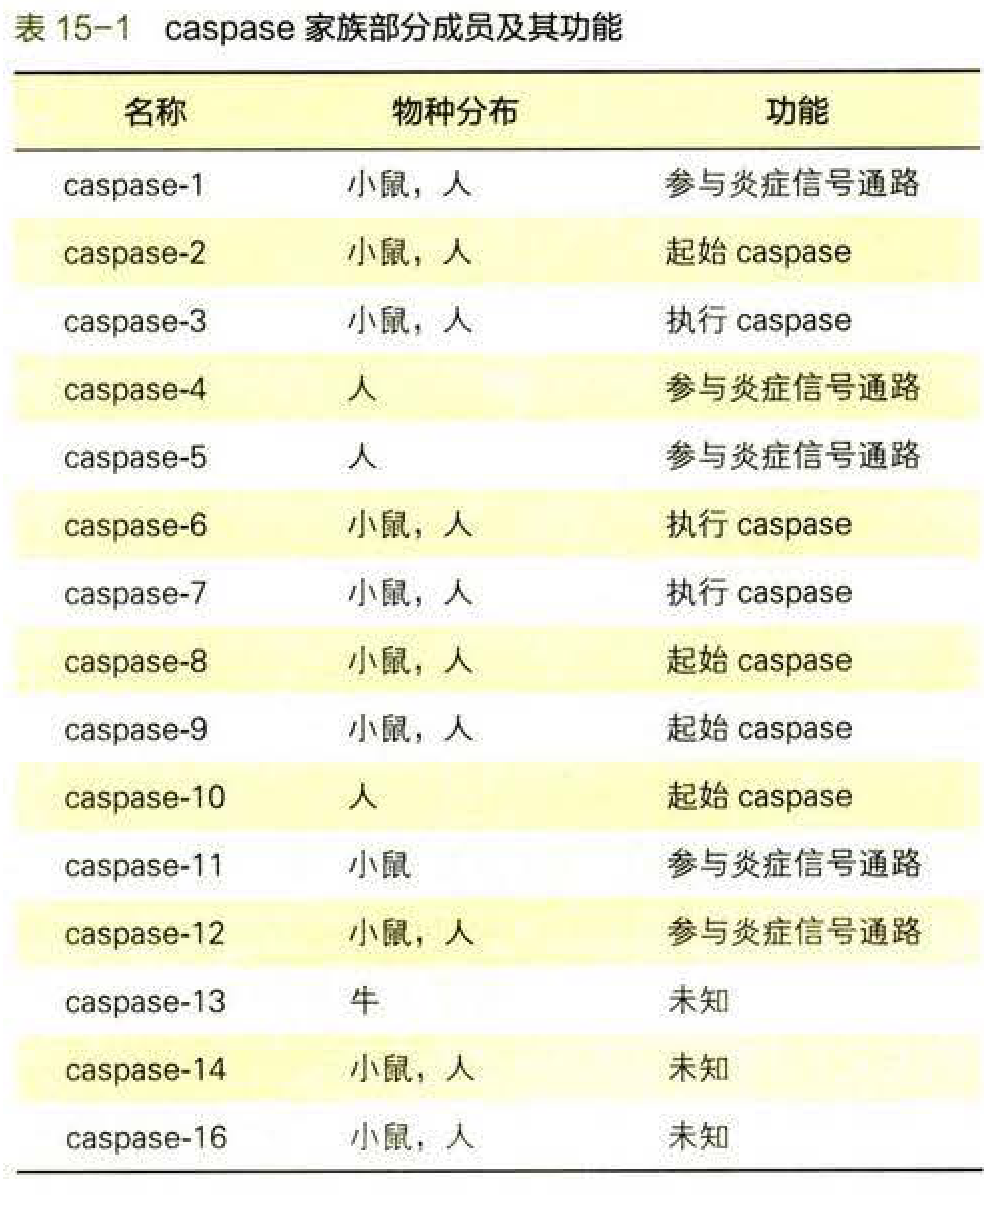 表 15-1 caspase 家族部分成员及其功能
名称 物种分布 功能
caspase-1 小鼠，人 参与炎症信号通路
caspase-2 小鼠，人 起始 caspase
caspase-3 小鼠，人 执行 caspase
caspase-4 人 参与炎症信号通路
caspase-5 人 参与炎症信号通路
caspase-6 小鼠，人 执行 caspase
caspase-7 小鼠，人 执行 caspase
caspase-8 小鼠，人 起始 caspase
caspase-9 小鼠，人 起始 caspase
caspase-10 人 起始 caspase
caspase-11 小鼠 参与炎症信号通路
caspase-12 小鼠，人 参与炎症信号通路
caspase-13 牛 未知
caspase-14 小鼠，人 未知
caspase-16 小鼠，人 未知